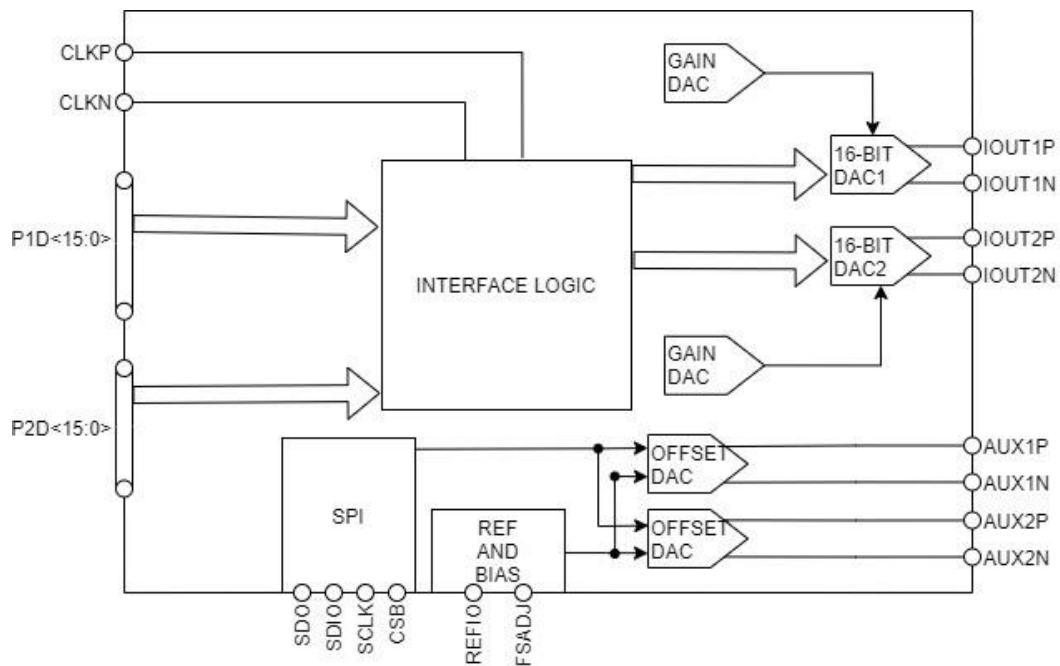 CLKP
CLKN
P1D<15:0>
P2D<15:0>
INTERFACE LOGIC
GAIN
DAC
16-BIT
DAC1
IOUT1P
IOUT1N
16-BIT
DAC2
IOUT2P
IOUT2N
GAIN
DAC
SPI
REF
AND
BIAS
OFFSET
DAC
OFFSET
DAC
AUX1P
AUX1N
AUX2P
AUX2N
SDO
SDIO
SCLK
CSB
REFIO
FSADJ